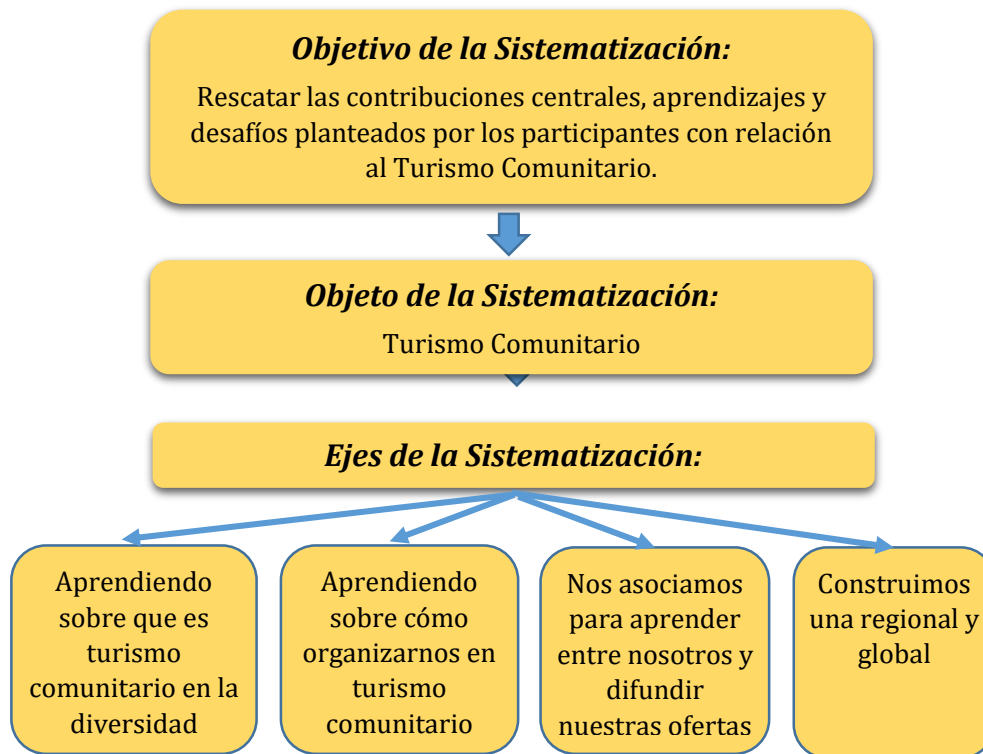 Objetivo de la Sistematización:
Rescatar las contribuciones centrales, aprendizajes y
desafíos planteados por los participantes con relación
al Turismo Comunitario.
Objeto de la Sistematización:
Turismo Comunitario
Ejes de la Sistematización:
Aprendiendo
sobre que es
turismo
comunitario en la
diversidad
Aprendiendo
sobre cómo
organizarnos en
turismo
comunitario
Nos asociamos
para aprender
entre nosotros y
difundir
nuestras ofertas
Construimos
una regional y
global